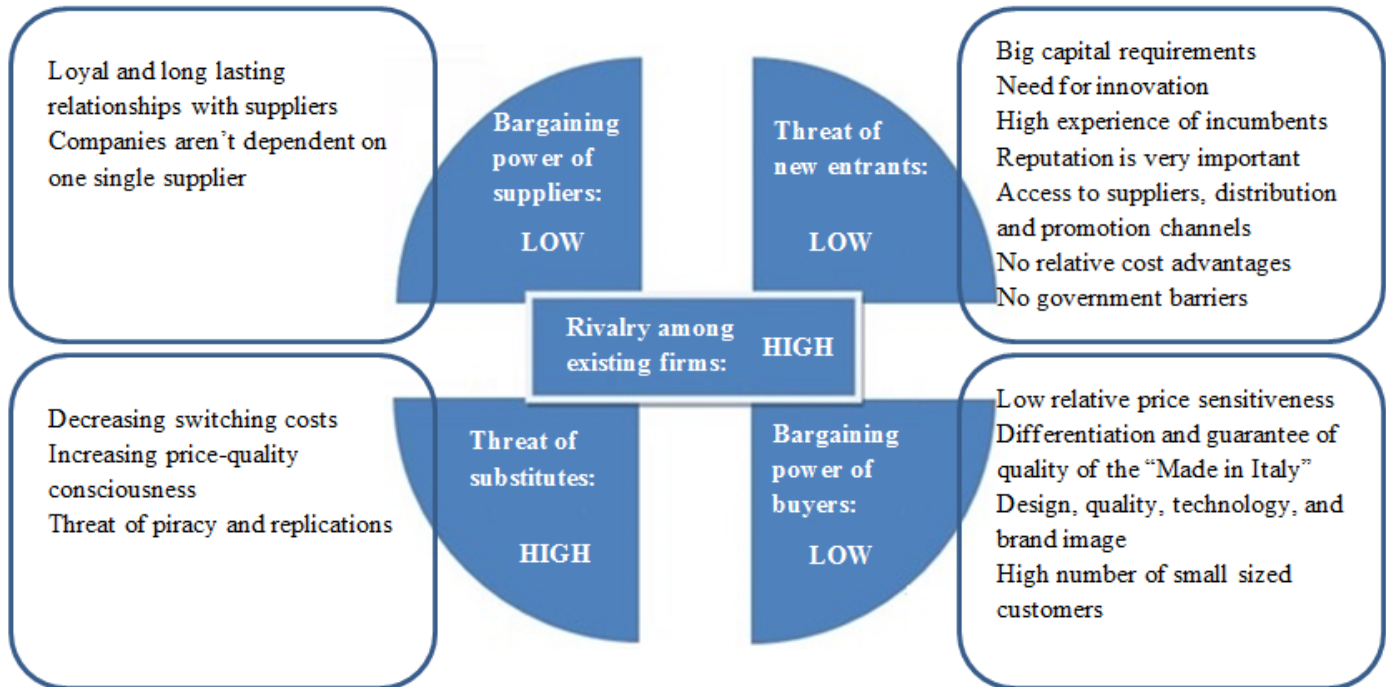 Loyal and long lasting
relationships with suppliers
Companies aren’t dependent on
one single supplier
Bargaining
power of
suppliers:
LOW
Threat of
new entrants:
LOW
Big capital requirements
Need for innovation
High experience of incumbents
Reputation is very important
Access to suppliers, distribution
and promotion channels
No relative cost advantages
No government barriers
Rivalry among
existing firms:
HIGH
Decreasing switching costs
Increasing price-quality
consciousness
Threat of piracy and replications
Threat of
substitutes:
HIGH
Bargaining
power of
buyers:
LOW
Low relative price sensitiveness
Differentiation and guarantee of
quality of the “Made in Italy”
Design, quality, technology, and
brand image
High number of small sized
customers